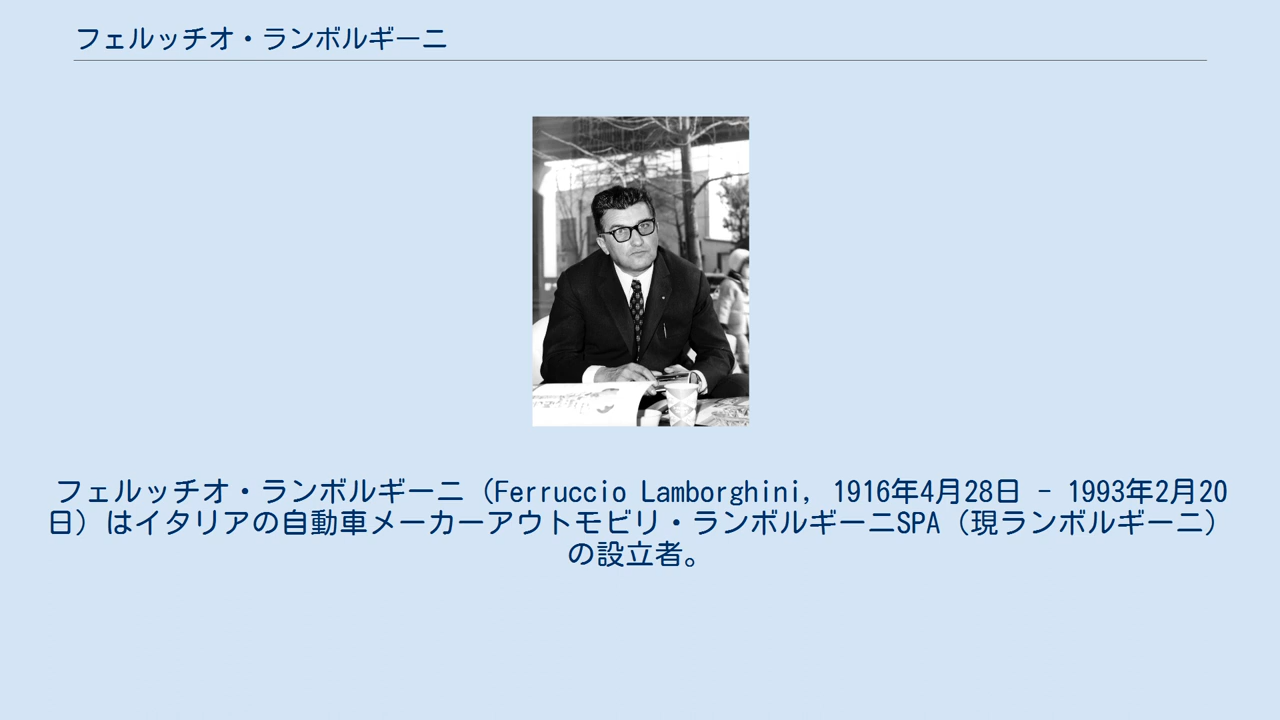 フェルッチオ・ランボルギーニ
フェルッチオ・ランボルギーニ（Ferruccio Lamborghini, 1916年4月28日 - 1993年2月20
日）はイタリアの自動車メーカーアウトモビリ・ランボルギーニSPA（現ランボルギーニ）
の設立者。